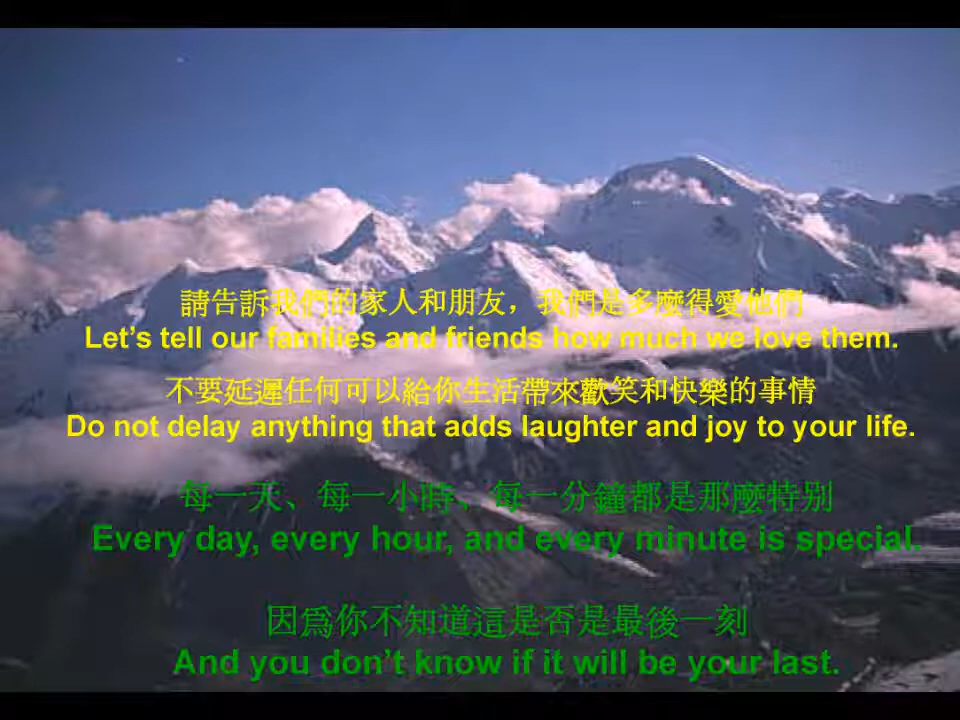 請告訴我們的家人和朋友，我們是多麼得愛他們
Let's tell our families and friends how much we love them.
不要延遲任何可以給你生活帶來歡笑和快樂的事情
Do not delay anything that adds laughter and joy to your life.
每一天、每一小時、每一分鐘都是那麼特別
Every day, every hour, and every minute is special.
因爲你不知道這是否是最後一刻
And you don't know if it will be your last.